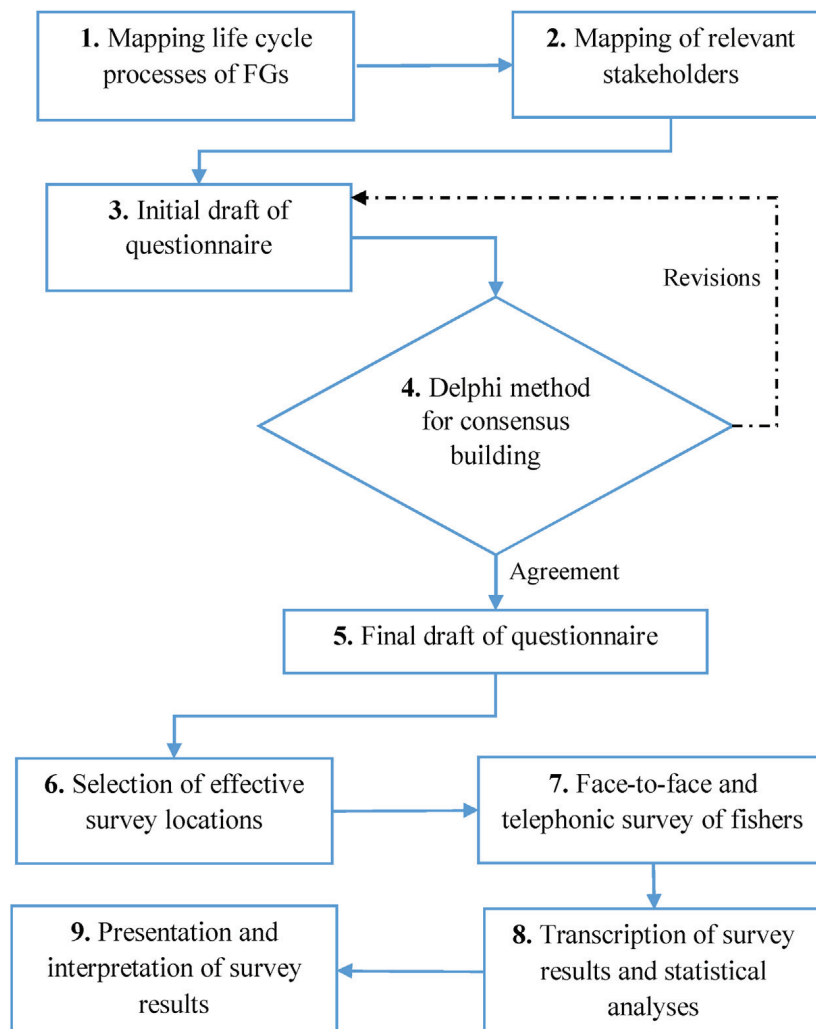 1. Mapping life cycle
processes of FGs
2. Mapping of relevant
stakeholders
3. Initial draft of
questionnaire
Revisions
4. Delphi method
for consensus
building
Agreement
5. Final draft of questionnaire
6. Selection of effective
survey locations
7. Face-to-face and
telephonic survey of fishers
8. Transcription of survey
results and statistical
analyses
9. Presentation and
interpretation of survey
results